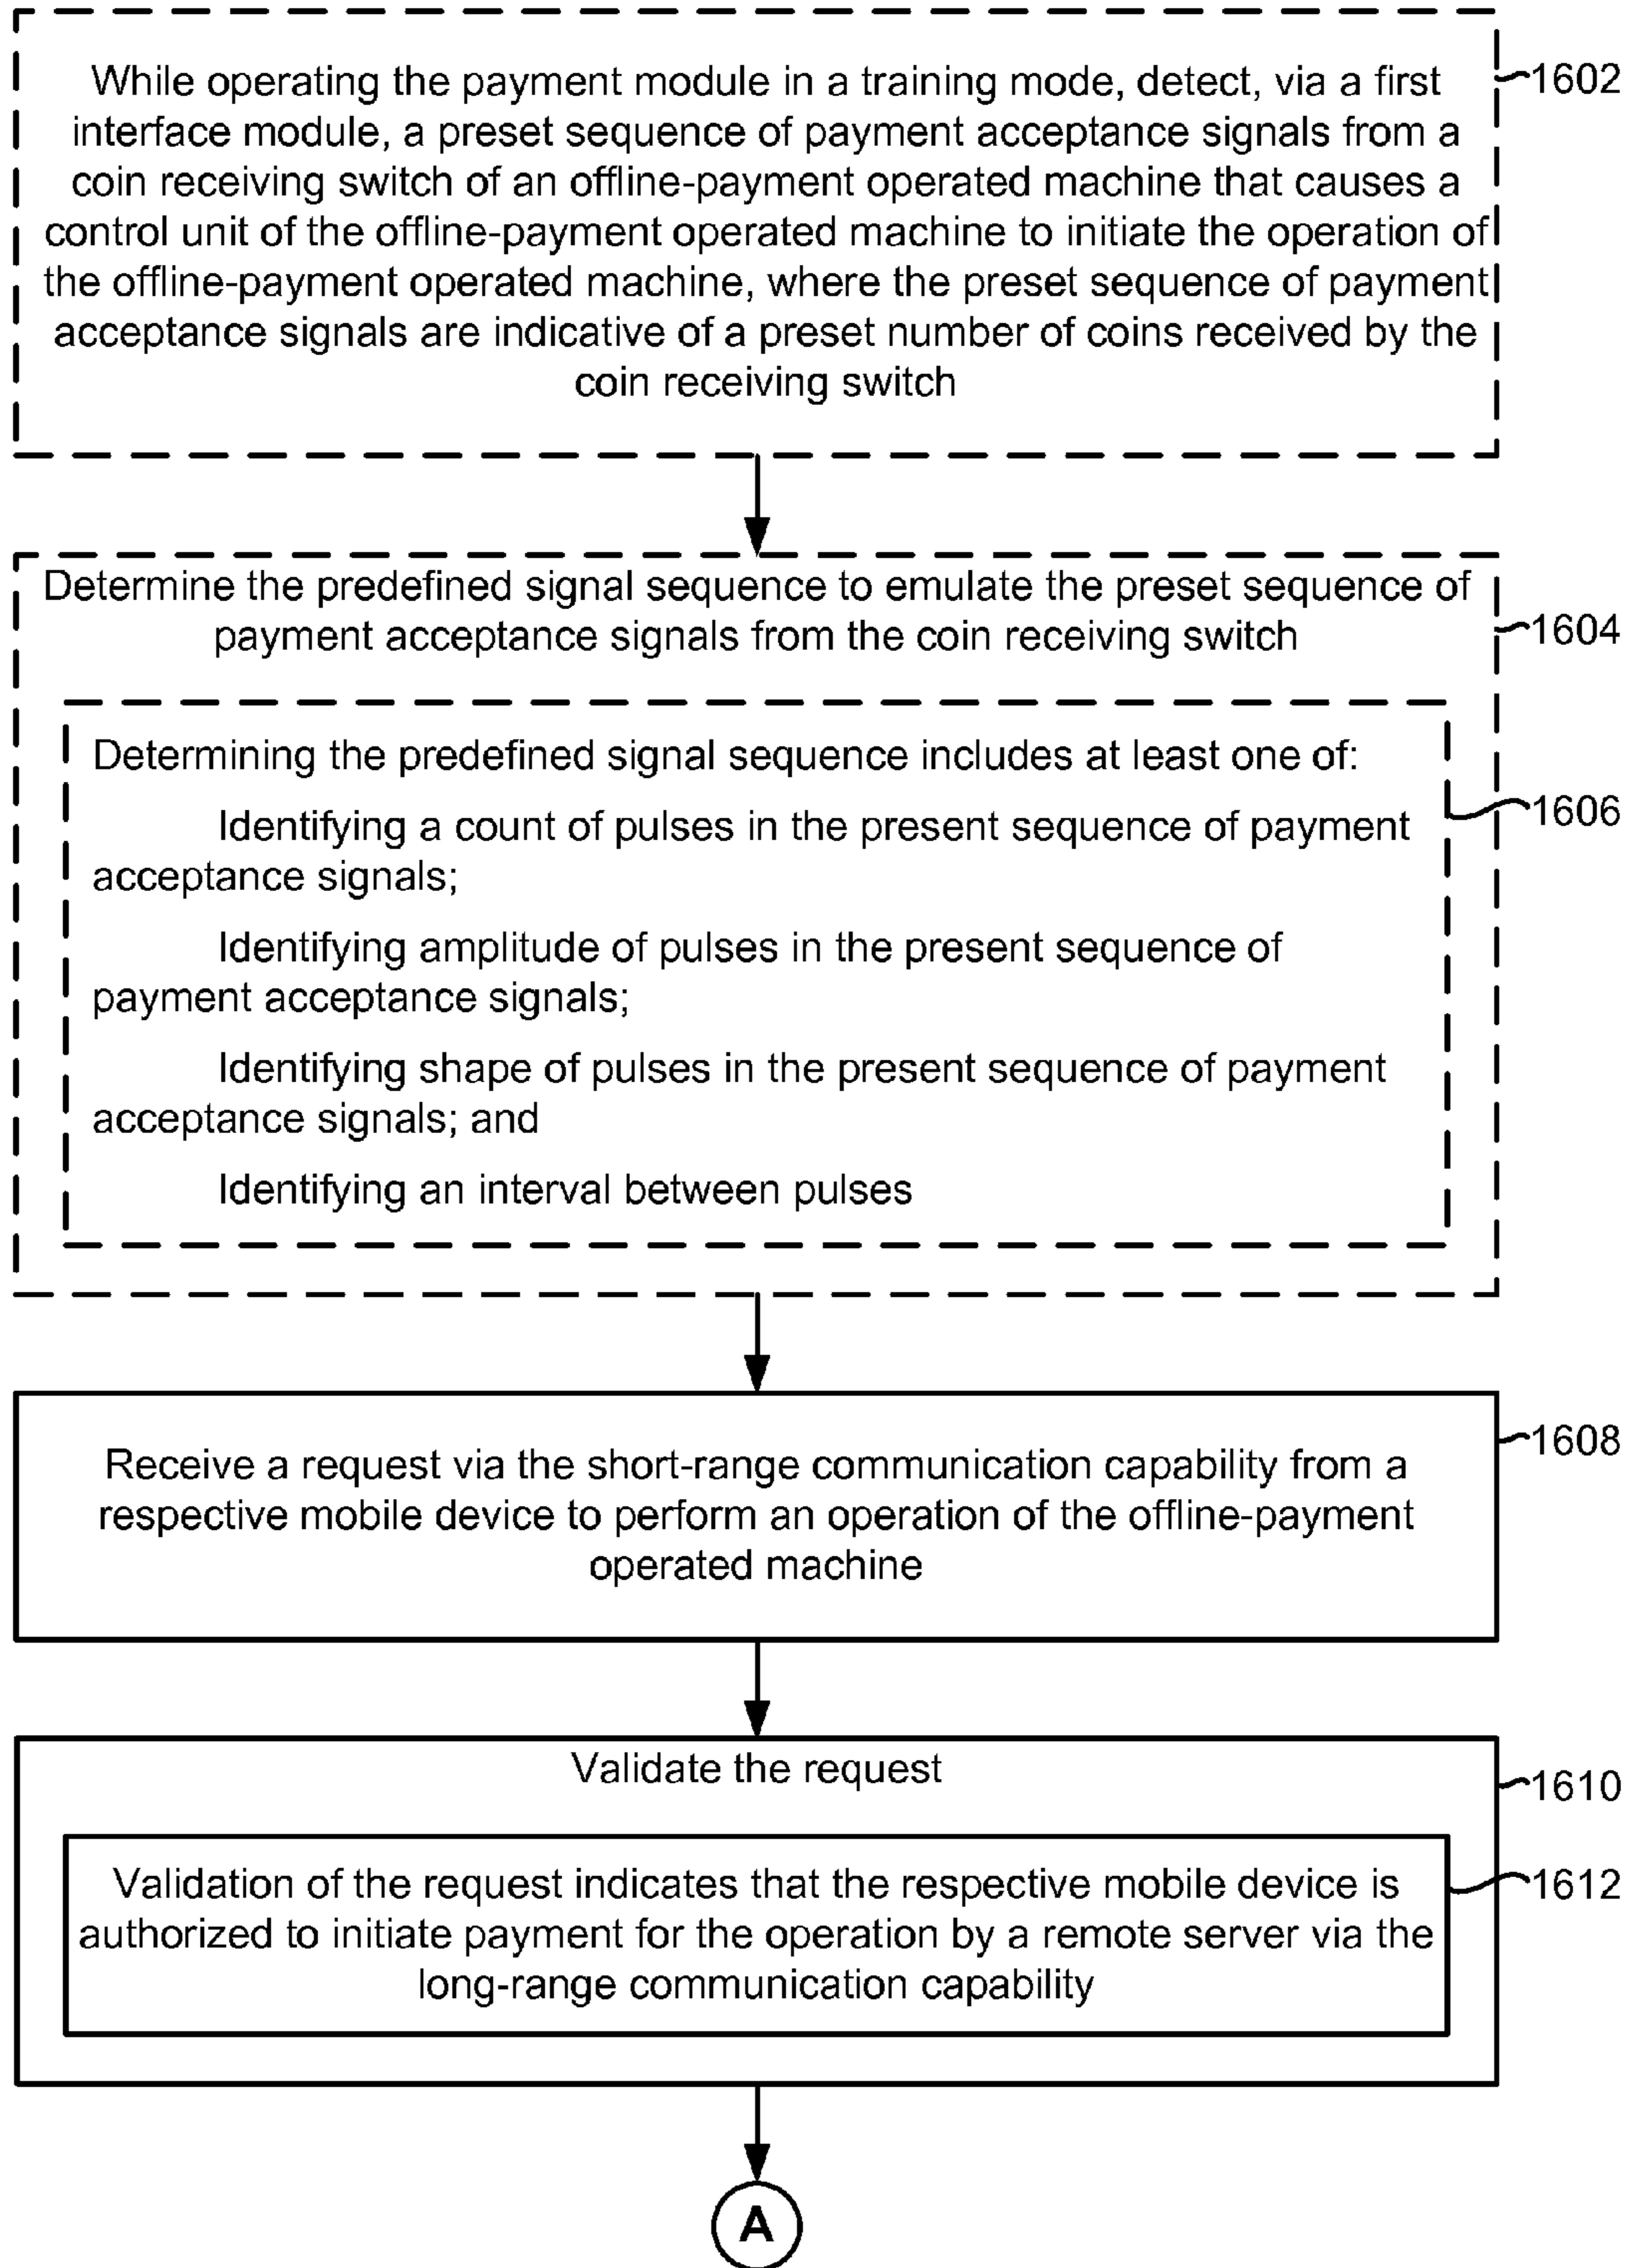 While operating the payment module in a training mode, detect, via a first
interface module, a preset sequence of payment acceptance signals from a
coin receiving switch of an offline-payment operated machine that causes a
control unit of the offline-payment operated machine to initiate the operation of
the offline-payment operated machine, where the preset sequence of payment
acceptance signals are indicative of a preset number of coins received by the
coin receiving switch
1602
Determine the predefined signal sequence to emulate the preset sequence of
payment acceptance signals from the coin receiving switch
1604
Determining the predefined signal sequence includes at least one of:
Identifying a count of pulses in the present sequence of payment
acceptance signals;
Identifying amplitude of pulses in the present sequence of
payment acceptance signals;
Identifying shape of pulses in the present sequence of payment
acceptance signals; and
Identifying an interval between pulses
1606
Receive a request via the short-range communication capability from a
respective mobile device to perform an operation of the offline-payment
operated machine
1608
Validate the request
1610
Validation of the request indicates that the respective mobile device is
authorized to initiate payment for the operation by a remote server via the
long-range communication capability
1612
A